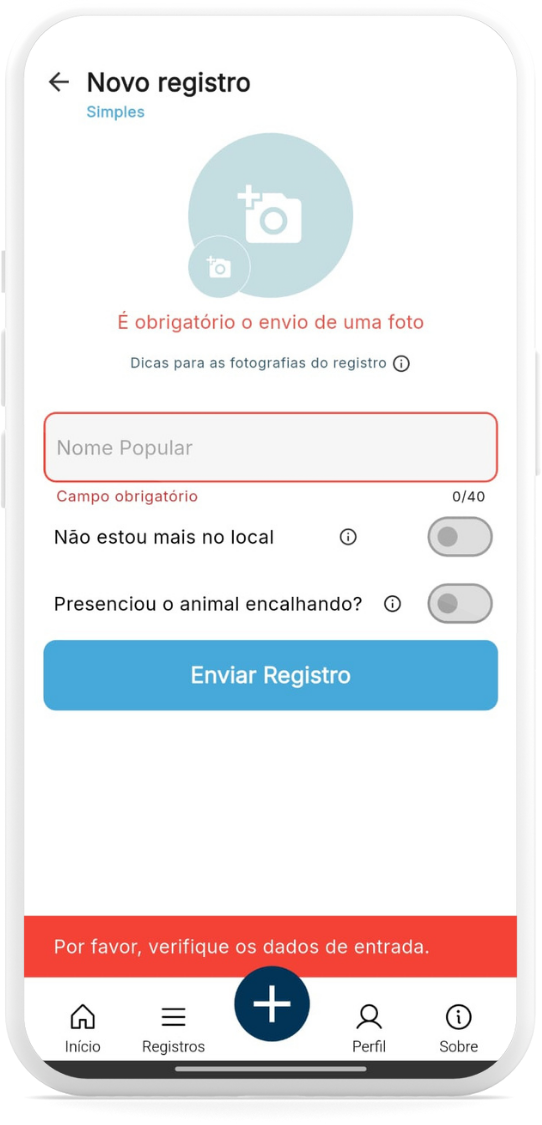 Novo registro
Simples
É obrigatório o envio de uma foto
Dicas para as fotografias do registro
Nome Popular
Campo obrigatório 0/40
Não estou mais no local
Presenciou o animal encalhando?
Enviar Registro
Por favor, verifique os dados de entrada.
Início Registros Perfil Sobre